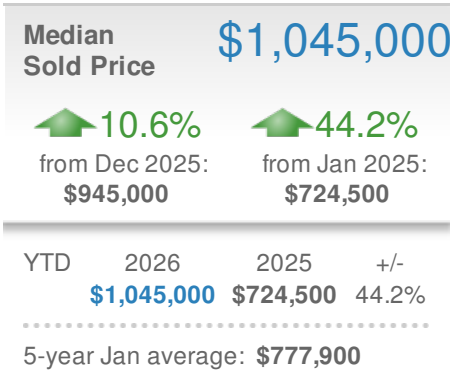 Median $1,045,000
Sold Price
10.6% 44.2%
from Dec 2025: from Jan 2025:
$945,000 $724,500
YTD 2026 2025 +/-
$1,045,000 $724,500 44.2%
5-year Jan average: $777,900